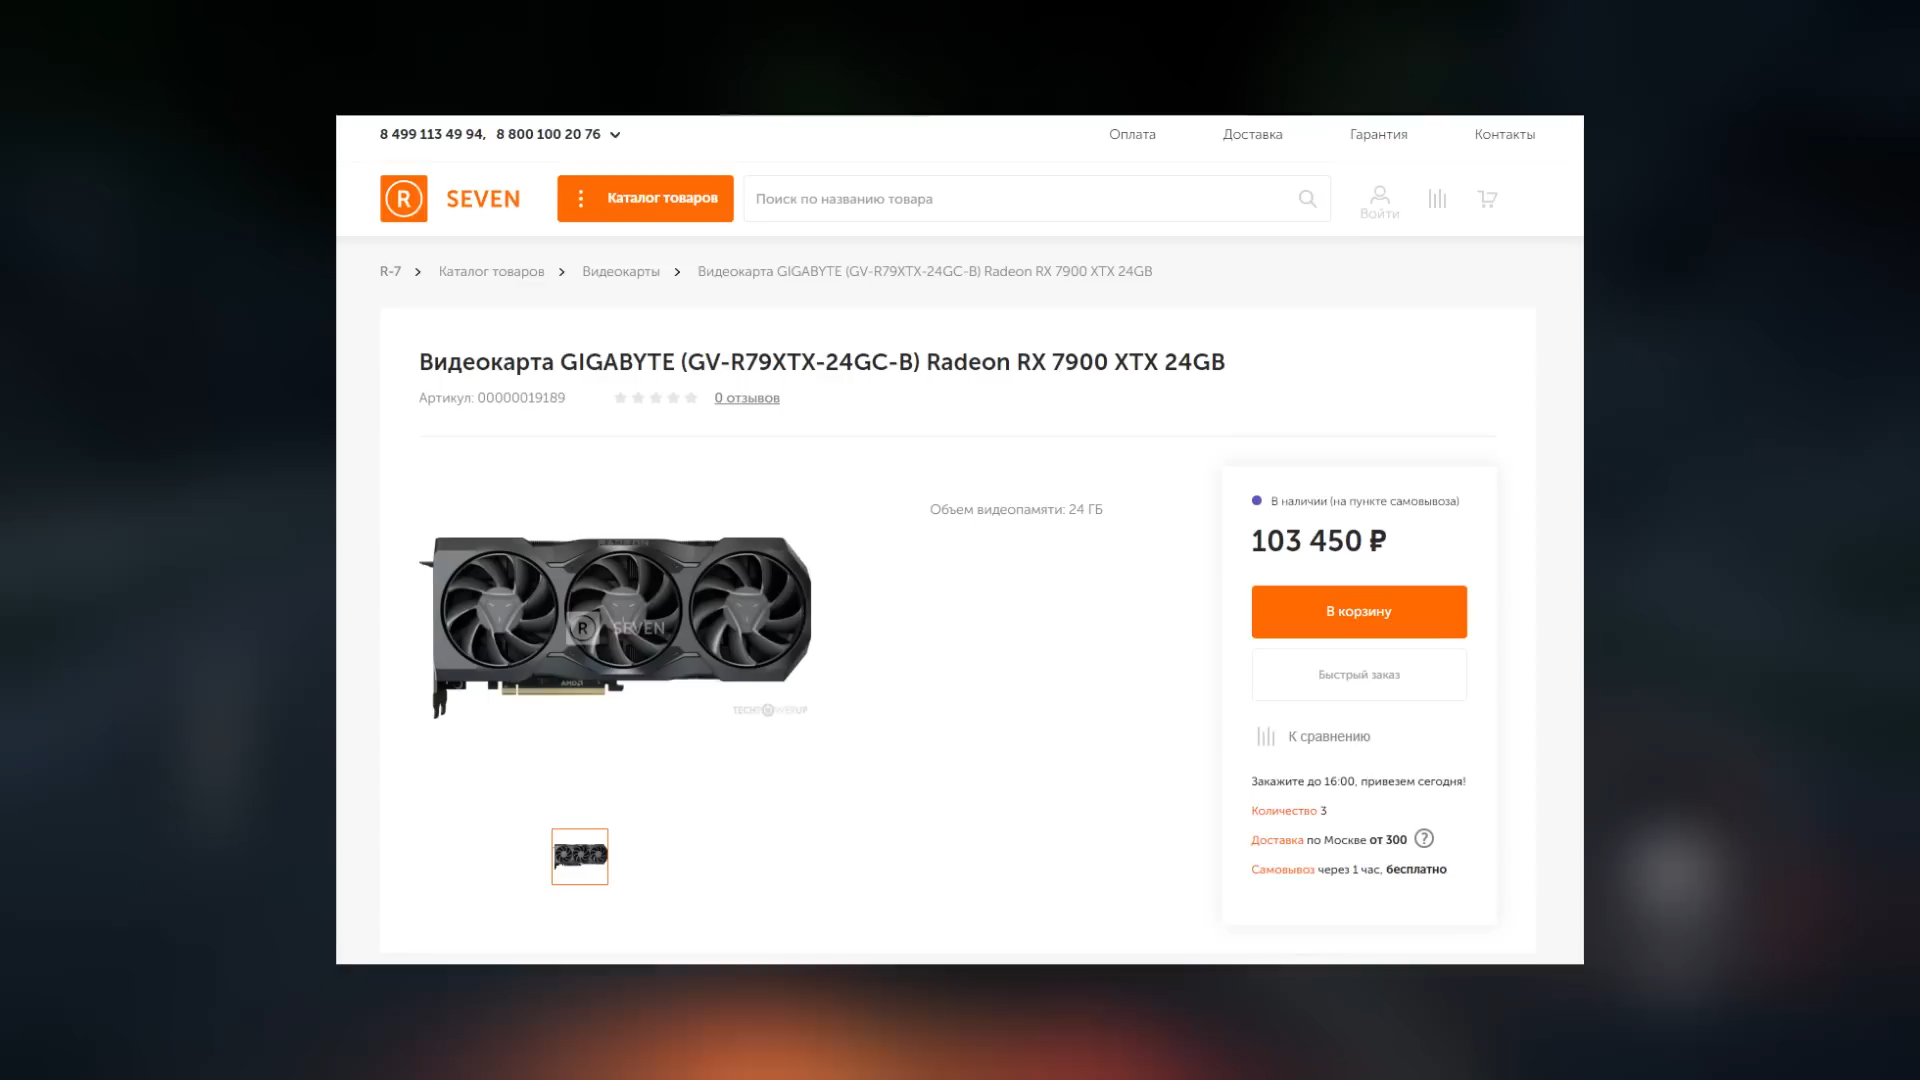 8 499 113 49 94, 8 800 100 20 76
Оплата
Доставка
Гарантия
Контакты
R
SEVEN
Каталог товаров
Поиск по названию товара
Войти
R-7
Каталог товаров
Видеокарты
Видеокарта GIGABYTE (GV-R79XTX-24GC-B) Radeon RX 7900 XTX 24GB
Видеокарта GIGABYTE (GV-R79XTX-24GC-B) Radeon RX 7900 XTX 24GB
Артикул: 00000019189
0 отзывов
Объем видеопамяти: 24 ГБ
R SEVEN
AMD
TECHPOWERUP
В наличии (на пункте самовывоза)
103 450 ₽
В корзину
Быстрый заказ
К сравнению
Закажите до 16:00, привезем сегодня!
Количество 3
Доставка по Москве от 300 ?
Самовывоз через 1 час, бесплатно